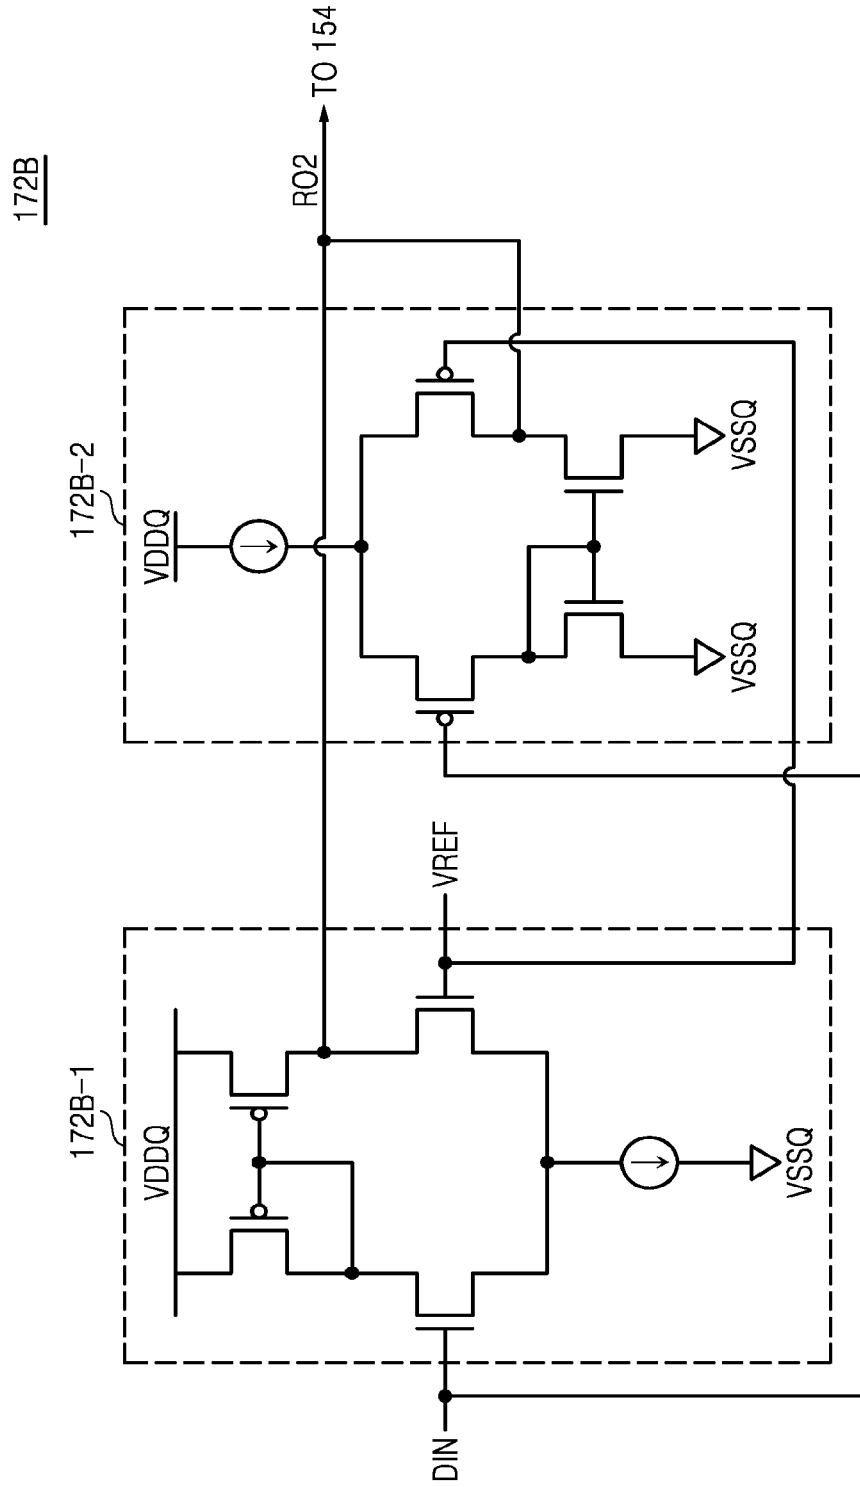 172B
172B-1
VDDQ
DIN
VREF
VSSQ
172B-2
VDDQ
VSSQ
VSSQ
RO2
TO 154